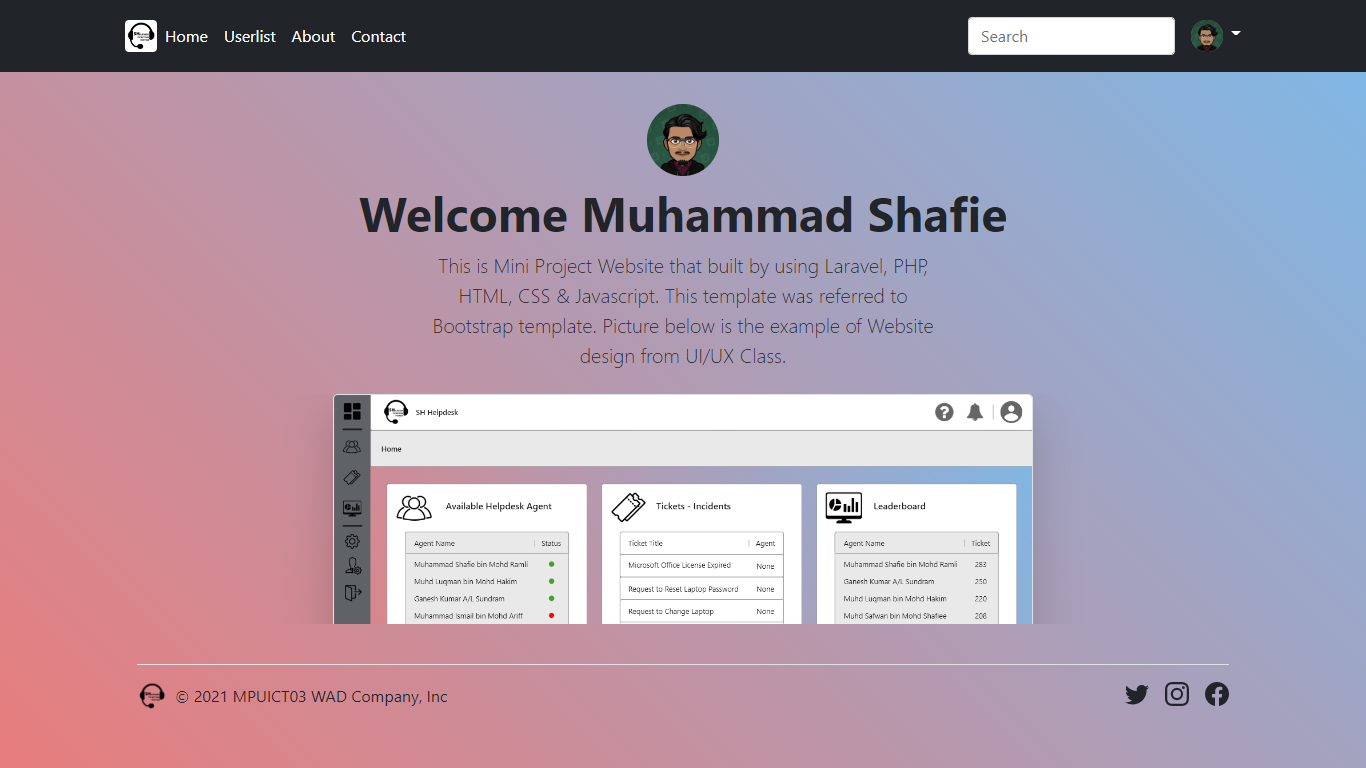 Home Userlist About Contact Search
Welcome Muhammad Shafie
This is Mini Project Website that built by using Laravel, PHP,
HTML, CSS & Javascript. This template was referred to
Bootstrap template. Picture below is the example of Website
design from UI/UX Class.
SH Helpdesk
Home
Available Helpdesk Agent
Agent Name | Status
Muhammad Shafie bin Mohd Ramli
Muhd Luqman bin Mohd Hakim
Ganesh Kumar A/L Sundram
Muhammad Ismail bin Mohd Ariff
Tickets - Incidents
Ticket Title | Agent
Microsoft Office License Expired None
Request to Reset Laptop Password None
Request to Change Laptop None
Leaderboard
Agent Name | Ticket
Muhammad Shafie bin Mohd Ramli 283
Ganesh Kumar A/L Sundram 250
Muhd Luqman bin Mohd Hakim 220
Muhd Safwan bin Mohd Shafiee 208
© 2021 MPUICT03 WAD Company, Inc